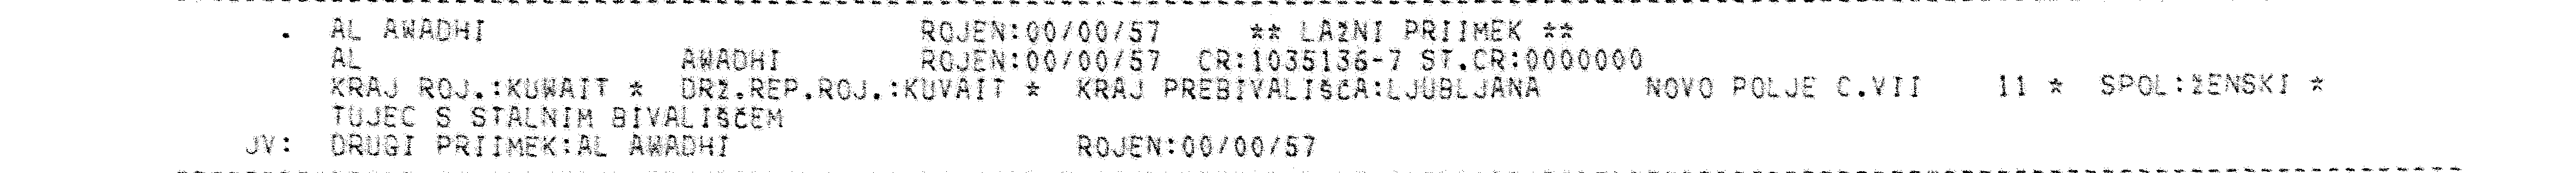 . AL AWADHI ROJEN:00/00/57 ** LAŽNI PRIIMEK **
AL AWADHI ROJEN:00/00/57 CR:1035136-7 ST.CR:0000000
KRAJ ROJ.:KUWAIT * DRŽ.REP.ROJ.:KUVAIT * KRAJ PREBIVALIŠČA:LJUBLJANA NOVO POLJE C.VII 11 * SPOL:ŽENSKI *
TUJEC S STALNIM BIVALIŠČEM
JV: DRUGI PRIIMEK:AL AWADHI ROJEN:00/00/57